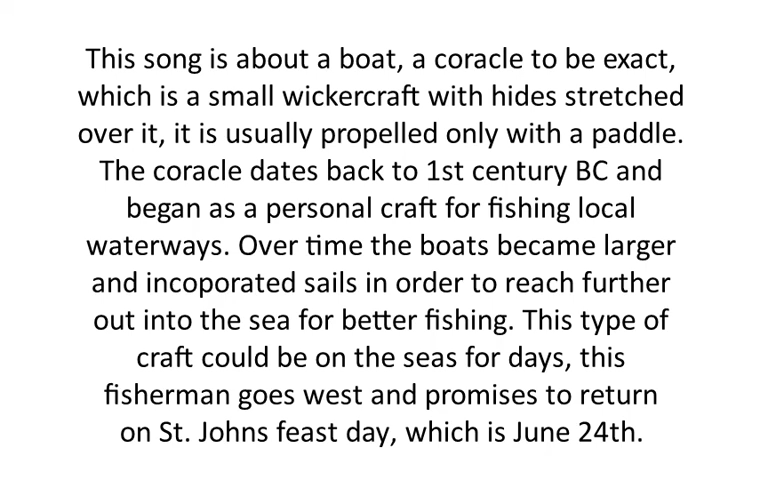 This song is about a boat, a coracle to be exact,
which is a small wickercraft with hides stretched
over it, it is usually propelled only with a paddle.
The coracle dates back to 1st century BC and
began as a personal craft for fishing local
waterways. Over time the boats became larger
and incoporated sails in order to reach further
out into the sea for better fishing. This type of
craft could be on the seas for days, this
fisherman goes west and promises to return
on St. Johns feast day, which is June 24th.